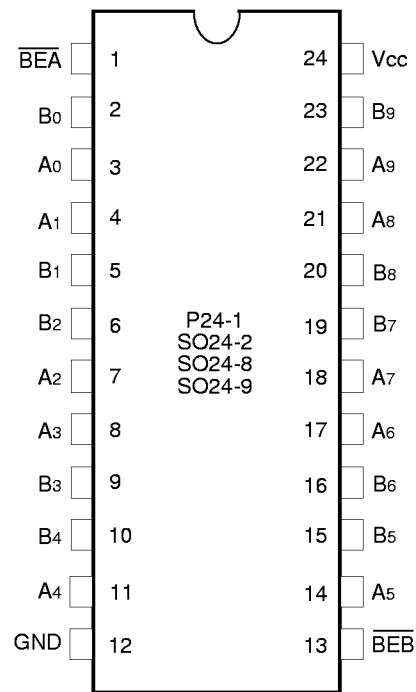 B̅E̅A̅ 1 24 Vcc
B0 2 23 B9
A0 3 22 A9
A1 4 21 A8
B1 5 20 B8
B2 6 19 B7
P24-1
SO24-2
SO24-8
SO24-9
A2 7 18 A7
A3 8 17 A6
B3 9 16 B6
B4 10 15 B5
A4 11 14 A5
GND 12 13 B̅E̅B̅